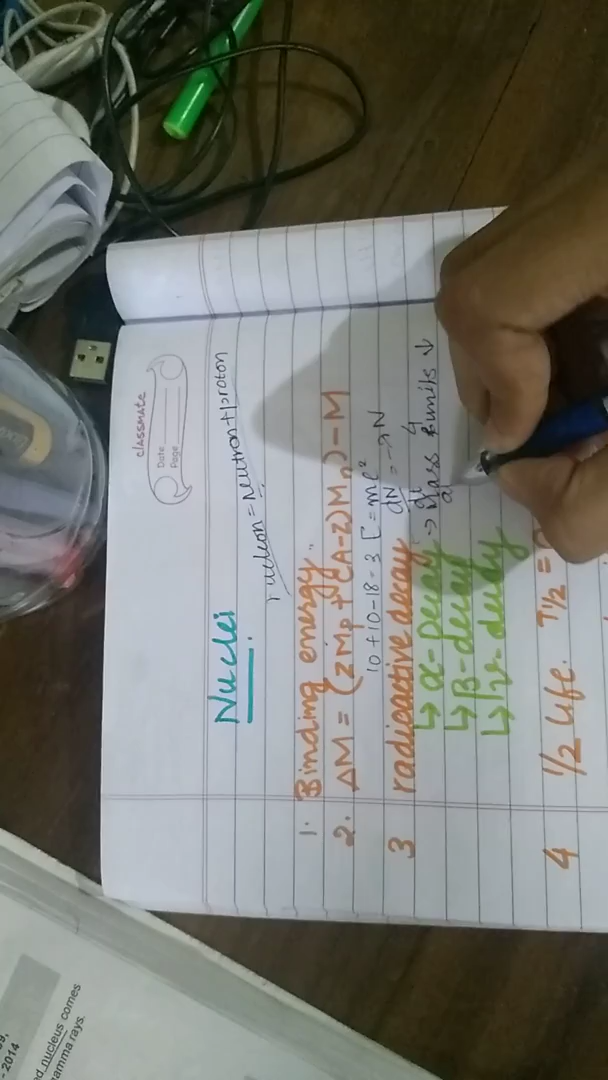 classmate
Date
Page
Nuclei
nucleon = Neutron + proton
1. Binding energy
2. ΔM = (ZMp + (A-Z)Mn) - M
10+10-18=3 E=mc²
3 radioactive decay dN/dt = -λN
↳ α-Decay → mass 4 units ↓
↳ β-decay
4 1/2 life. T1/2 =
- 2014
ed nucleus comes
gamma rays.